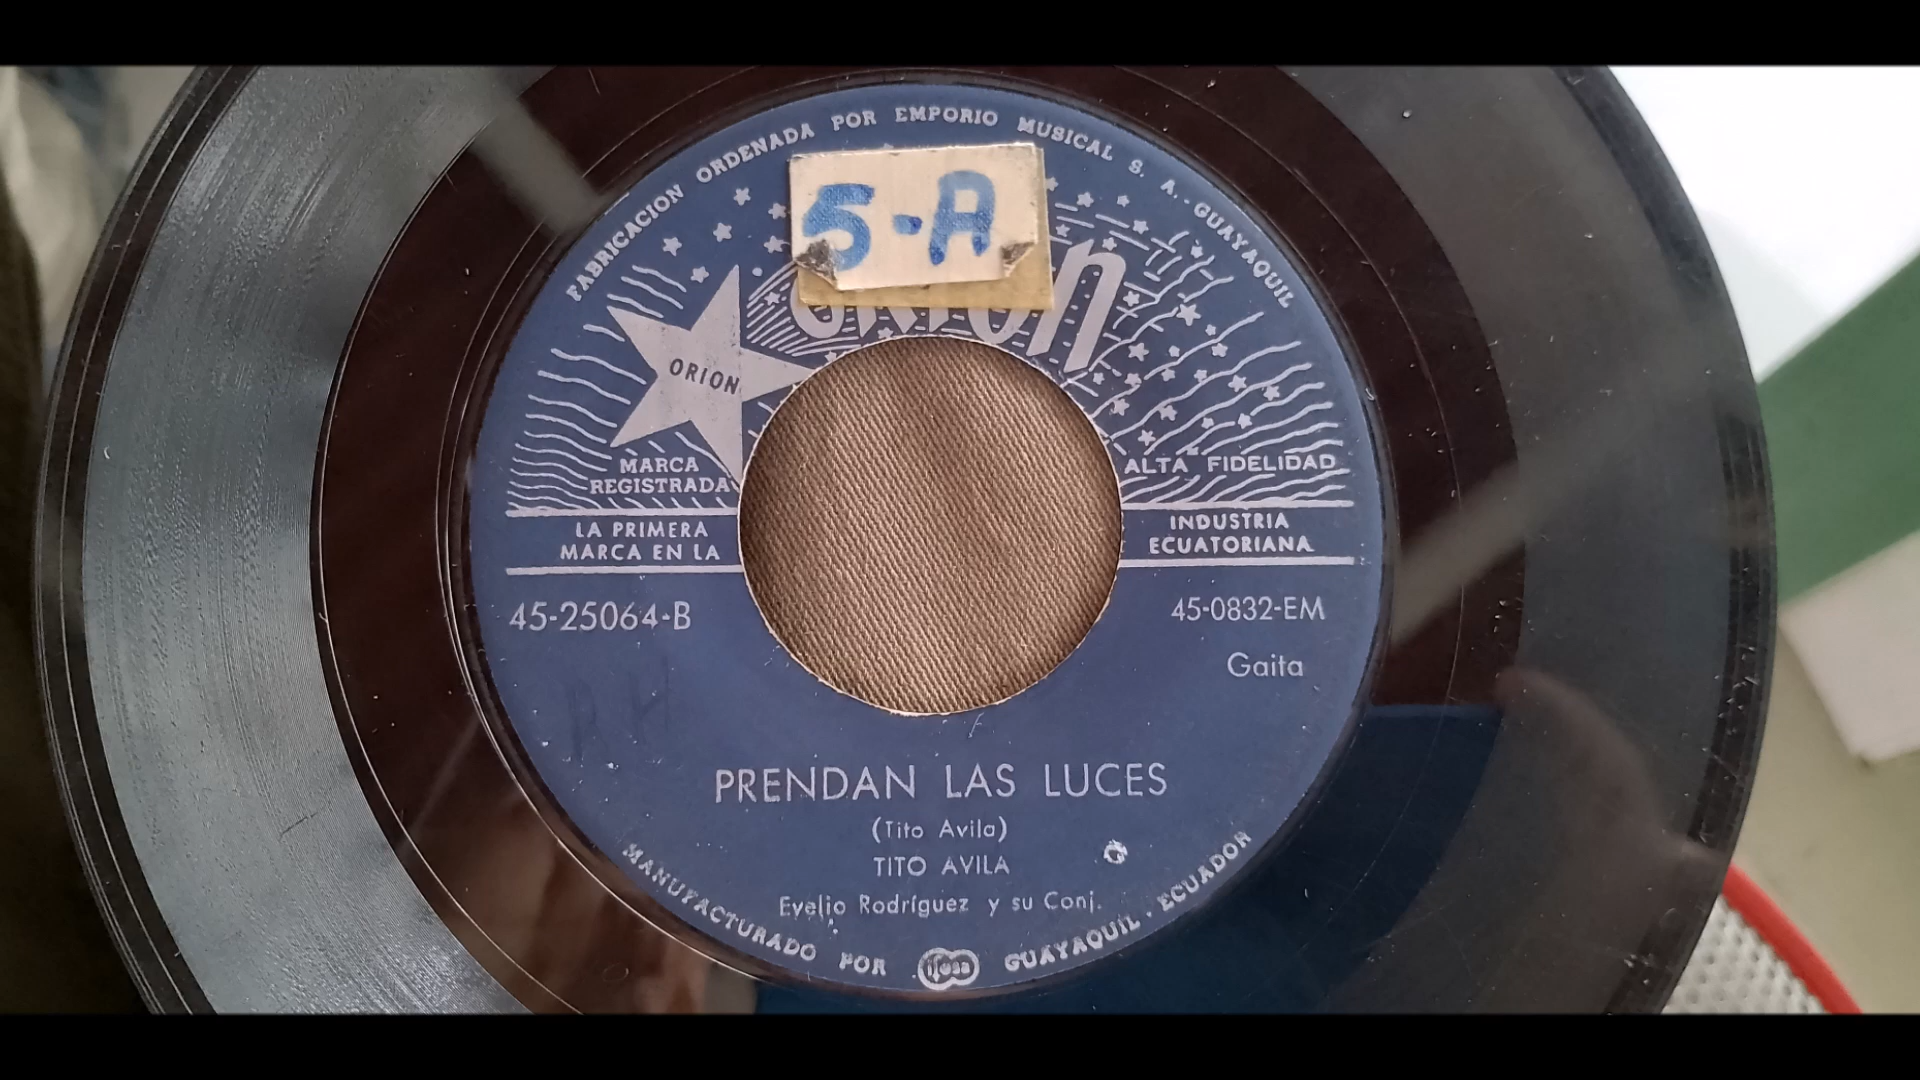 FABRICACION ORDENADA POR EMPORIO MUSICAL S. A. - GUAYAQUIL
5-A
ORION
MARCA
REGISTRADA
ALTA FIDELIDAD
LA PRIMERA
MARCA EN LA
INDUSTRIA
ECUATORIANA
45-25064-B
45-0832-EM
Gaita
PRENDAN LAS LUCES
(Tito Avila)
TITO AVILA
Evelio Rodríguez y su Conj.
MANUFACTURADO POR ifesa GUAYAQUIL . ECUADOR